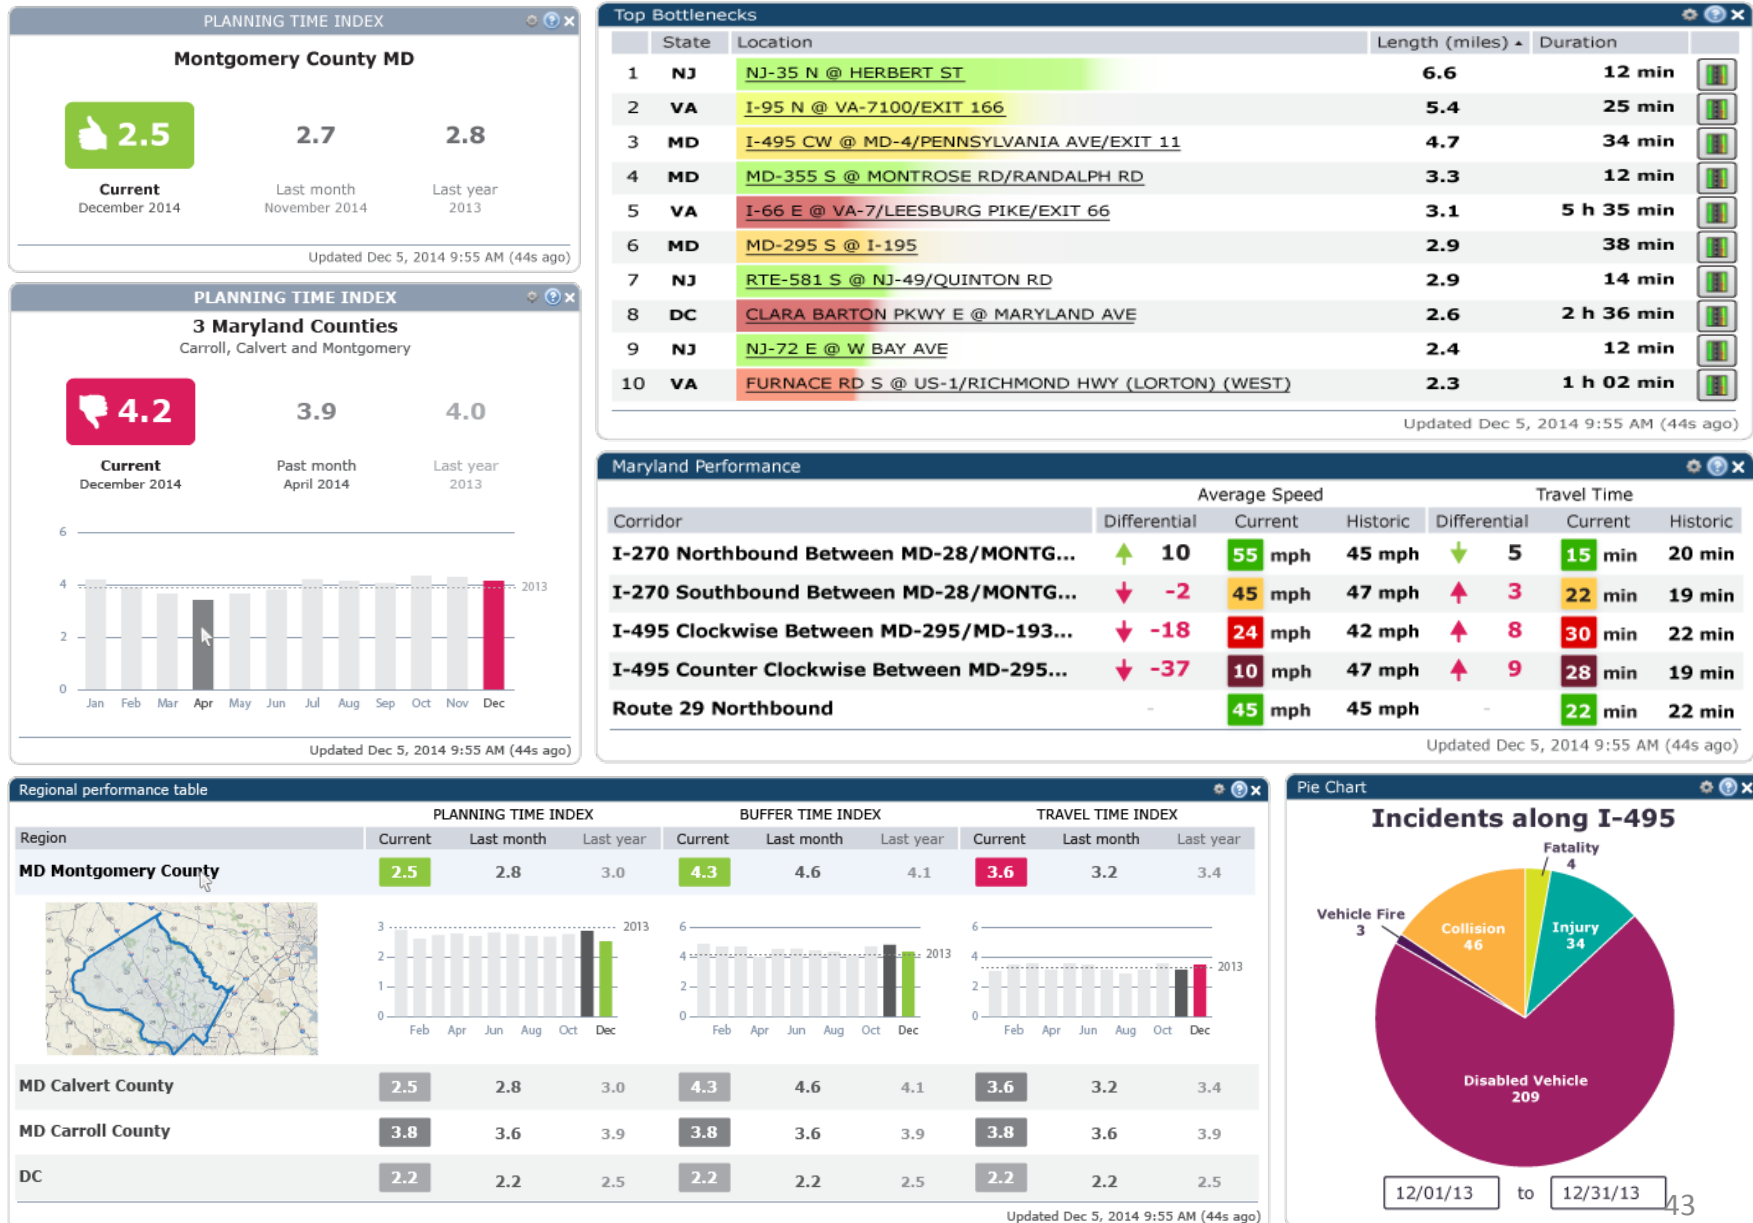 PLANNING TIME INDEX
Montgomery County MD
2.5 2.7 2.8
Current Last month Last year
December 2014 November 2014 2013
Updated Dec 5, 2014 9:55 AM (44s ago)
PLANNING TIME INDEX
3 Maryland Counties
Carroll, Calvert and Montgomery
4.2 3.9 4.0
Current Past month Last year
December 2014 April 2014 2013
6
4 2013
2
0
Jan Feb Mar Apr May Jun Jul Aug Sep Oct Nov Dec
Updated Dec 5, 2014 9:55 AM (44s ago)
Top Bottlenecks
State Location Length (miles) Duration
1 NJ NJ-35 N @ HERBERT ST 6.6 12 min
2 VA I-95 N @ VA-7100/EXIT 166 5.4 25 min
3 MD I-495 CW @ MD-4/PENNSYLVANIA AVE/EXIT 11 4.7 34 min
4 MD MD-355 S @ MONTROSE RD/RANDALPH RD 3.3 12 min
5 VA I-66 E @ VA-7/LEESBURG PIKE/EXIT 66 3.1 5 h 35 min
6 MD MD-295 S @ I-195 2.9 38 min
7 NJ RTE-581 S @ NJ-49/QUINTON RD 2.9 14 min
8 DC CLARA BARTON PKWY E @ MARYLAND AVE 2.6 2 h 36 min
9 NJ NJ-72 E @ W BAY AVE 2.4 12 min
10 VA FURNACE RD S @ US-1/RICHMOND HWY (LORTON) (WEST) 2.3 1 h 02 min
Updated Dec 5, 2014 9:55 AM (44s ago)
Maryland Performance
Average Speed Travel Time
Corridor Differential Current Historic Differential Current Historic
I-270 Northbound Between MD-28/MONTG... 10 55 mph 45 mph 5 15 min 20 min
I-270 Southbound Between MD-28/MONTG... -2 45 mph 47 mph 3 22 min 19 min
I-495 Clockwise Between MD-295/MD-193... -18 24 mph 42 mph 8 30 min 22 min
I-495 Counter Clockwise Between MD-295... -37 10 mph 47 mph 9 28 min 19 min
Route 29 Northbound - 45 mph 45 mph - 22 min 22 min
Updated Dec 5, 2014 9:55 AM (44s ago)
Regional performance table
PLANNING TIME INDEX BUFFER TIME INDEX TRAVEL TIME INDEX
Region Current Last month Last year Current Last month Last year Current Last month Last year
MD Montgomery County 2.5 2.8 3.0 4.3 4.6 4.1 3.6 3.2 3.4
3 2013 6 6
2 4 2013 4 2013
1 2 2
0 0 0
Feb Apr Jun Aug Oct Dec Feb Apr Jun Aug Oct Dec Feb Apr Jun Aug Oct Dec
MD Calvert County 2.5 2.8 3.0 4.3 4.6 4.1 3.6 3.2 3.4
MD Carroll County 3.8 3.6 3.9 3.8 3.6 3.9 3.8 3.6 3.9
DC 2.2 2.2 2.5 2.2 2.2 2.5 2.2 2.2 2.5
Updated Dec 5, 2014 9:55 AM (44s ago)
Pie Chart
Incidents along I-495
Fatality
4
Vehicle Fire
3
Collision
46
Injury
34
Disabled Vehicle
209
12/01/13 to 12/31/13
43